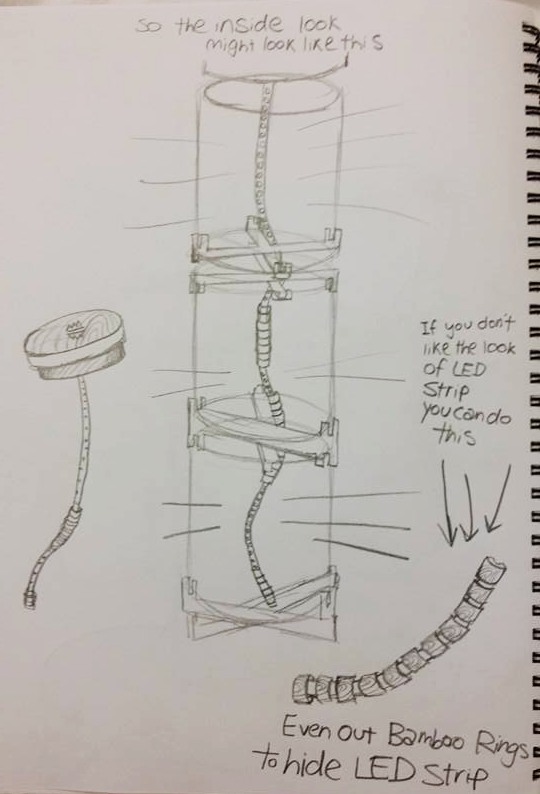 So the inside look
might look like this
If you don't
like the look
of LED
Strip
you can do
this
Even out Bamboo Rings
to hide LED Strip